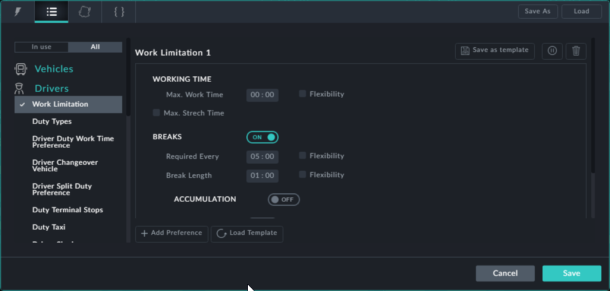 Save As
Load
In use
All
Work Limitation 1
Save as template
Vehicles
Drivers
Work Limitation
Duty Types
Driver Duty Work Time
Preference
Driver Changeover
Vehicle
Driver Split Duty
Preference
Duty Terminal Stops
Duty Taxi
WORKING TIME
Max. Work Time
00 : 00
Flexibility
Max. Strech Time
BREAKS
ON
Required Every
05 : 00
Flexibility
Break Length
01 : 00
Flexibility
ACCUMULATION
OFF
+ Add Preference
Load Template
Cancel
Save